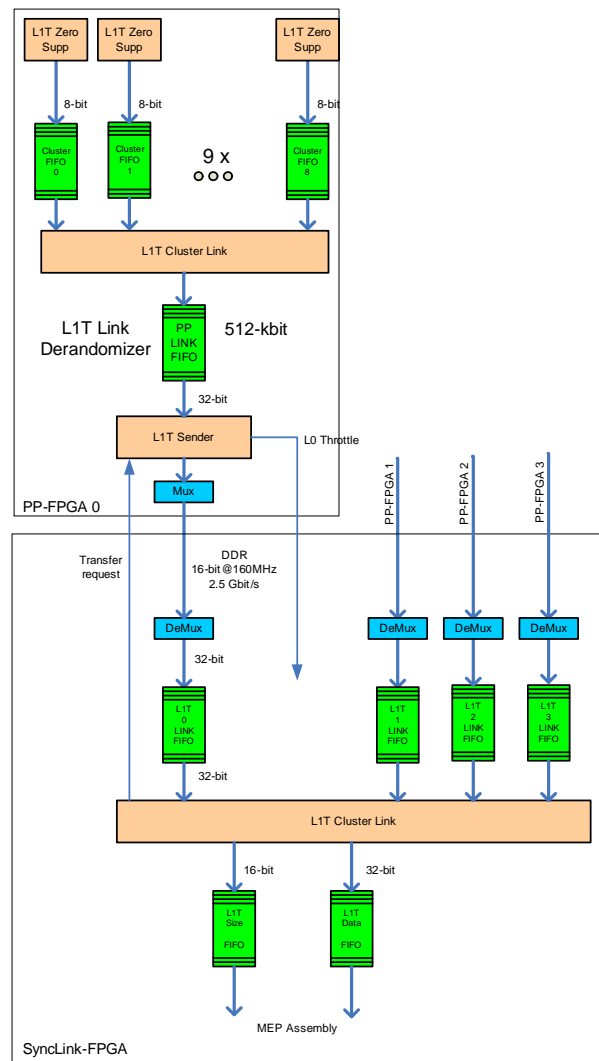 L1T Zero
Supp
L1T Zero
Supp
L1T Zero
Supp
8-bit
8-bit
8-bit
Cluster
FIFO
0
Cluster
FIFO
1
9 x
Cluster
FIFO
8
L1T Cluster Link
L1T Link
Derandomizer
PP
LINK
FIFO
512-kbit
32-bit
L1T Sender
L0 Throttle
Mux
PP-FPGA 0
PP-FPGA 1
PP-FPGA 2
PP-FPGA 3
Transfer
request
DDR
16-bit@160MHz
2.5 Gbit/s
DeMux
DeMux
DeMux
DeMux
32-bit
L1T
0
LINK
FIFO
L1T
1
LINK
FIFO
L1T
2
LINK
FIFO
L1T
3
LINK
FIFO
32-bit
L1T Cluster Link
16-bit
32-bit
L1T
Size
FIFO
L1T
Data
FIFO
MEP Assembly
SyncLink-FPGA